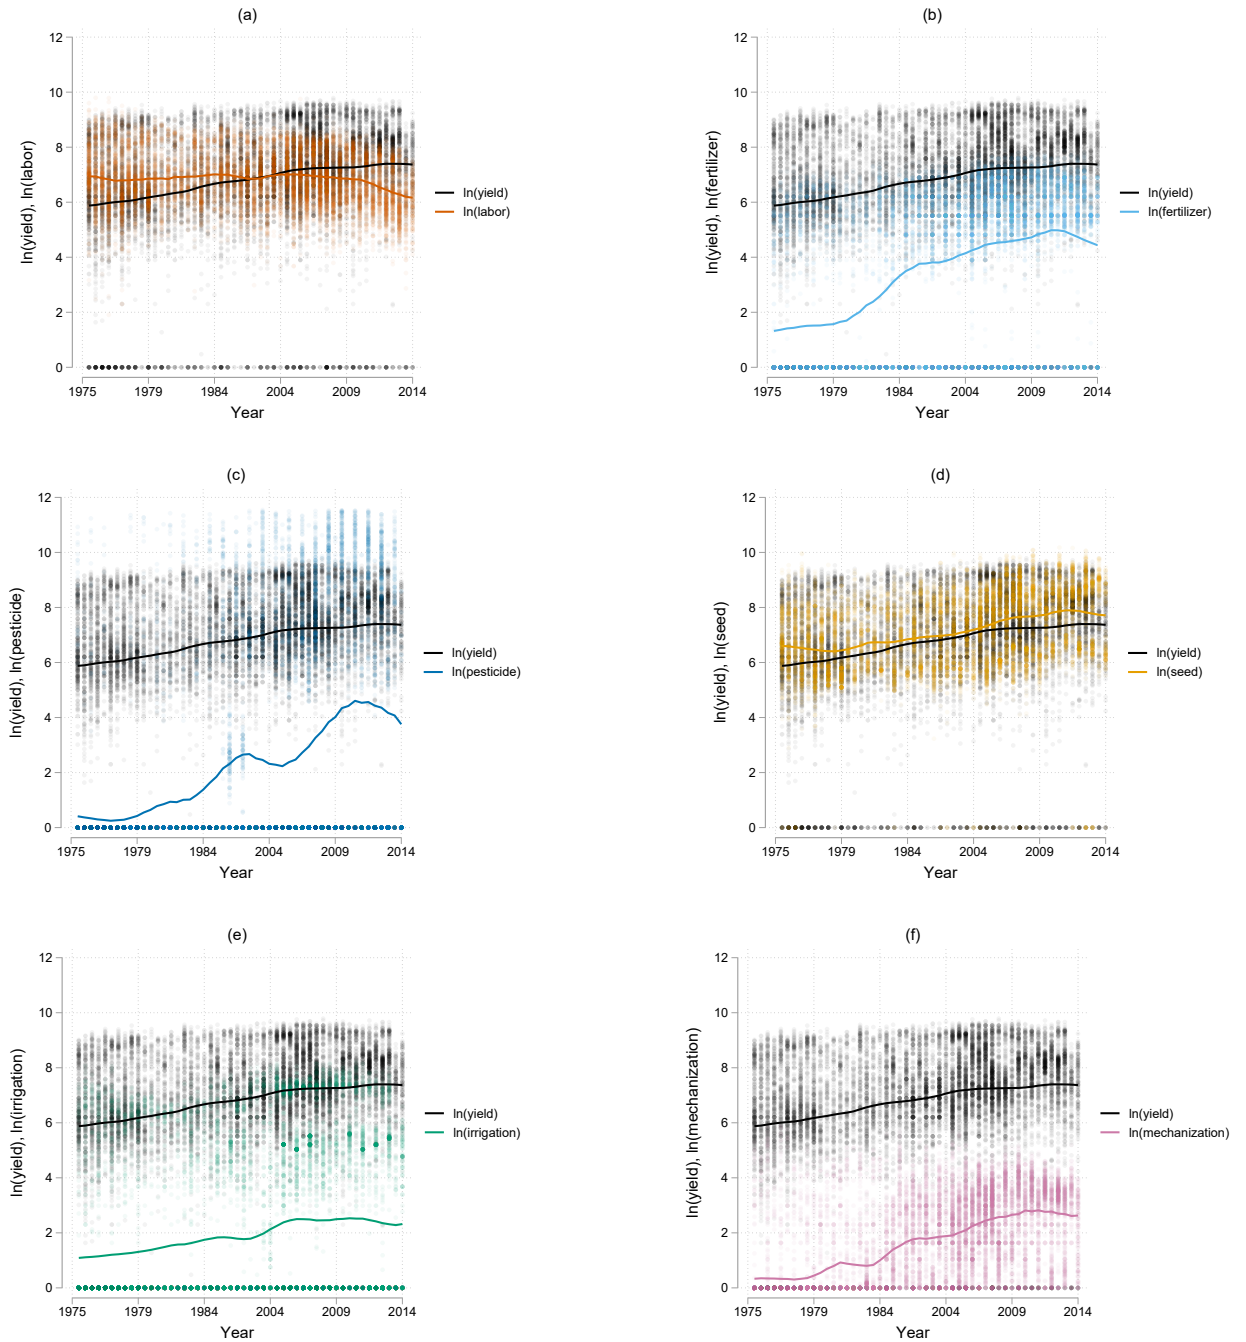 (a)
12
10
8
6
4
2
0
ln(yield), ln(labor)
1975 1979 1984 2004 2009 2014
Year
ln(yield)
ln(labor)
(b)
12
10
8
6
4
2
0
ln(yield), ln(fertilizer)
1975 1979 1984 2004 2009 2014
Year
ln(yield)
ln(fertilizer)
(c)
12
10
8
6
4
2
0
ln(yield), ln(pesticide)
1975 1979 1984 2004 2009 2014
Year
ln(yield)
ln(pesticide)
(d)
12
10
8
6
4
2
0
ln(yield), ln(seed)
1975 1979 1984 2004 2009 2014
Year
ln(yield)
ln(seed)
(e)
12
10
8
6
4
2
0
ln(yield), ln(irrigation)
1975 1979 1984 2004 2009 2014
Year
ln(yield)
ln(irrigation)
(f)
12
10
8
6
4
2
0
ln(yield), ln(mechanization)
1975 1979 1984 2004 2009 2014
Year
ln(yield)
ln(mechanization)